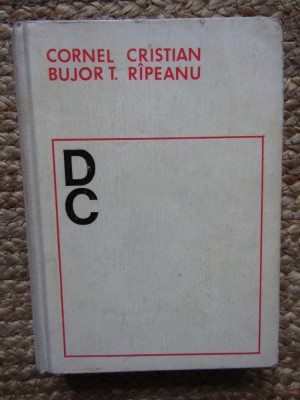 CORNEL CRISTIAN
BUJOR T. RÎPEANU
D
C